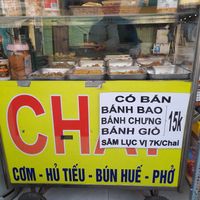 CHAY
CÓ BÁN
BÁNH BAO
BÁNH CHƯNG
BÁNH GIÒ
15k
SÂM LỤC VỊ 7K/Chai
CƠM - HỦ TIẾU - BÚN HUẾ - PHỞ